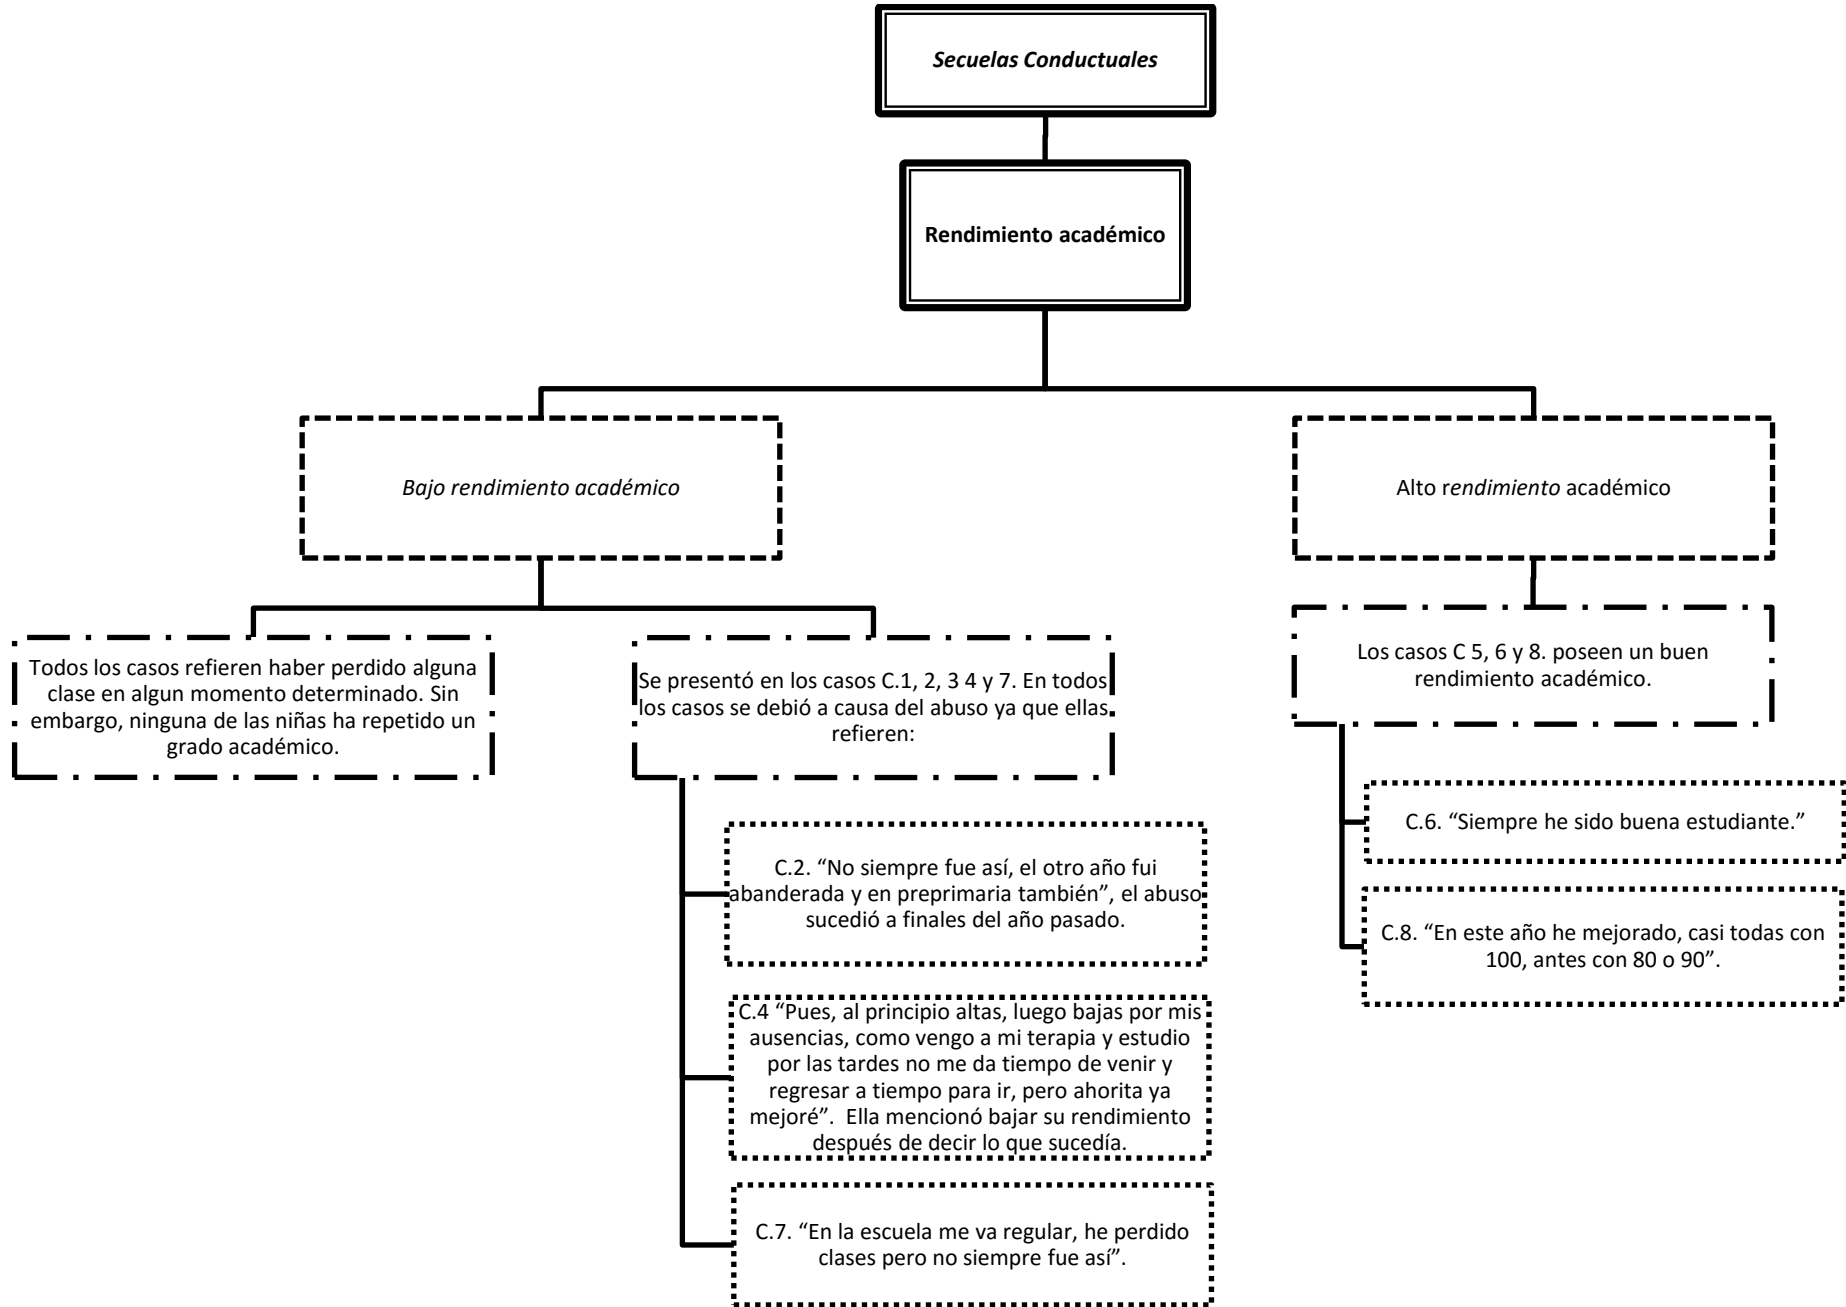 Secuelas Conductuales
Rendimiento académico
Bajo rendimiento académico
Alto rendimiento académico
Todos los casos refieren haber perdido alguna
clase en algun momento determinado. Sin
embargo, ninguna de las niñas ha repetido un
grado académico.
Se presentó en los casos C.1, 2, 3 4 y 7. En todos
los casos se debió a causa del abuso ya que ellas
refieren:
C.2. “No siempre fue así, el otro año fui
abanderada y en preprimaria también”, el abuso
sucedió a finales del año pasado.
C.4 “Pues, al principio altas, luego bajas por mis
ausencias, como vengo a mi terapia y estudio
por las tardes no me da tiempo de venir y
regresar a tiempo para ir, pero ahorita ya
mejoré”. Ella mencionó bajar su rendimiento
después de decir lo que sucedía.
C.7. “En la escuela me va regular, he perdido
clases pero no siempre fue así”.
Los casos C 5, 6 y 8. poseen un buen
rendimiento académico.
C.6. “Siempre he sido buena estudiante.”
C.8. “En este año he mejorado, casi todas con
100, antes con 80 o 90”.